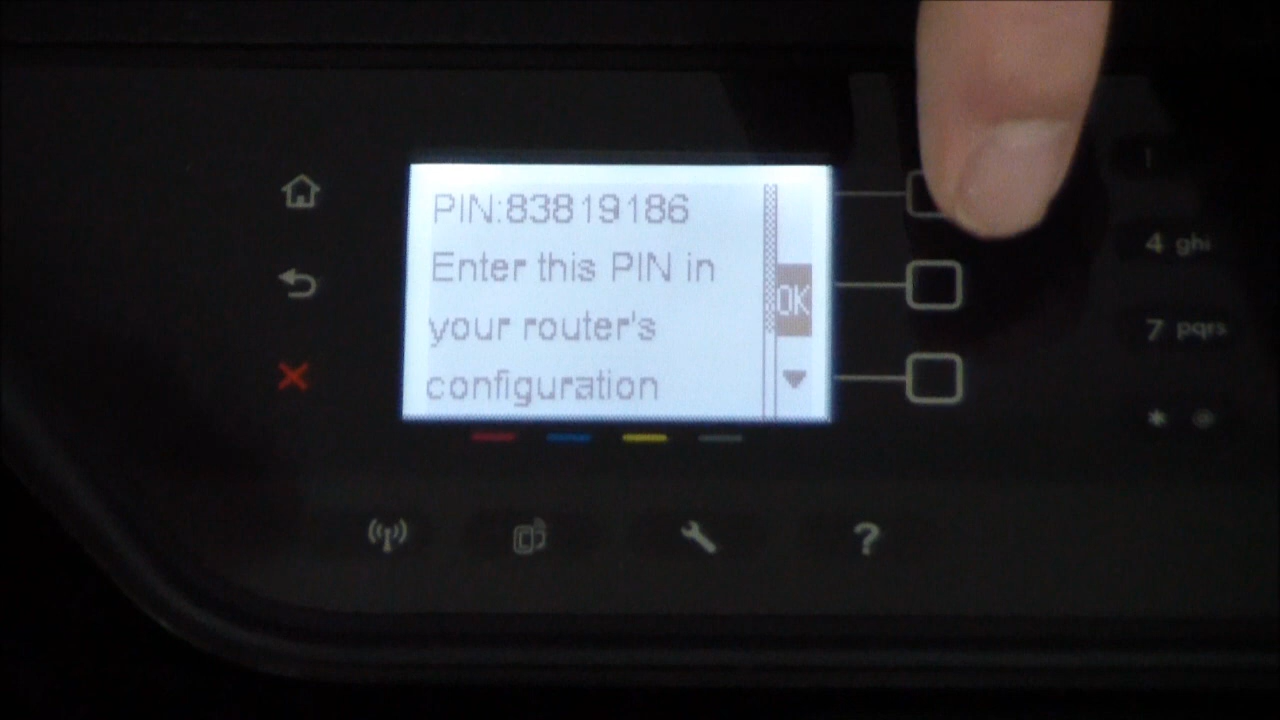 PIN:83819186
Enter this PIN in
your router's
configuration
OK
4 ghi
7 pqrs
*
?